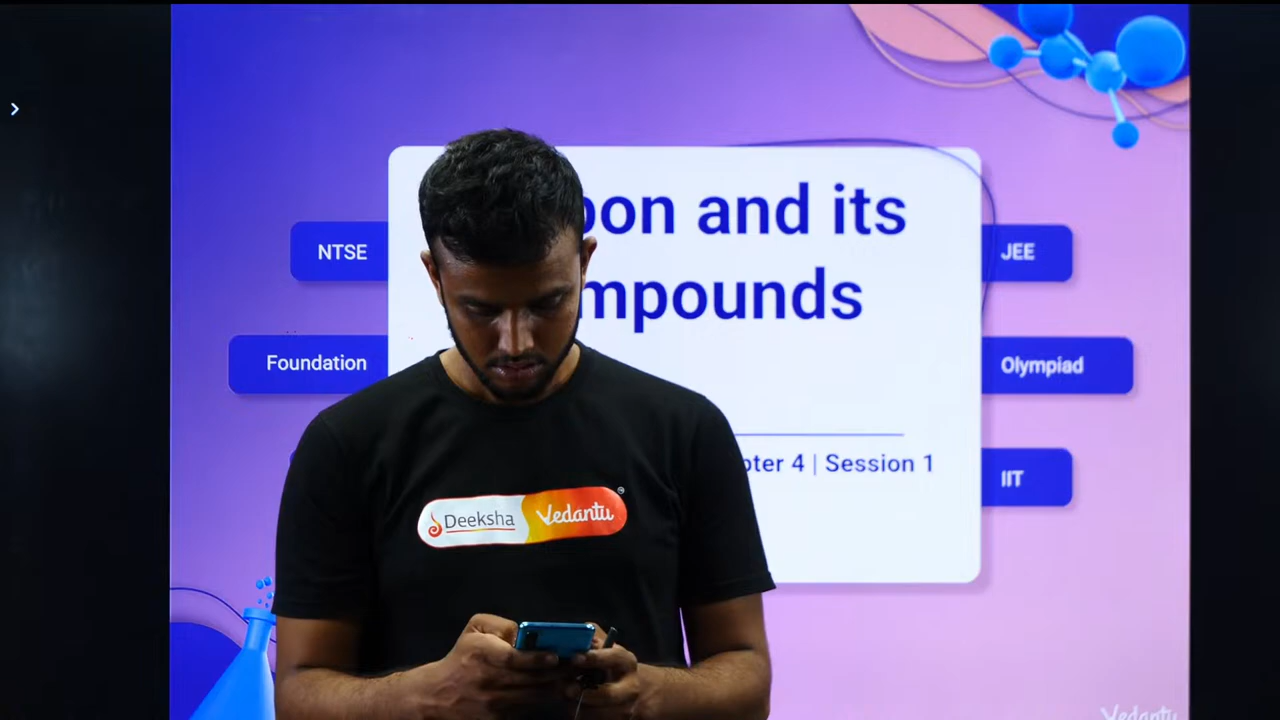 bon and its
mpounds
NTSE
JEE
Foundation
Olympiad
pter 4 | Session 1
IIT
Deeksha Vedantu
Vedantu